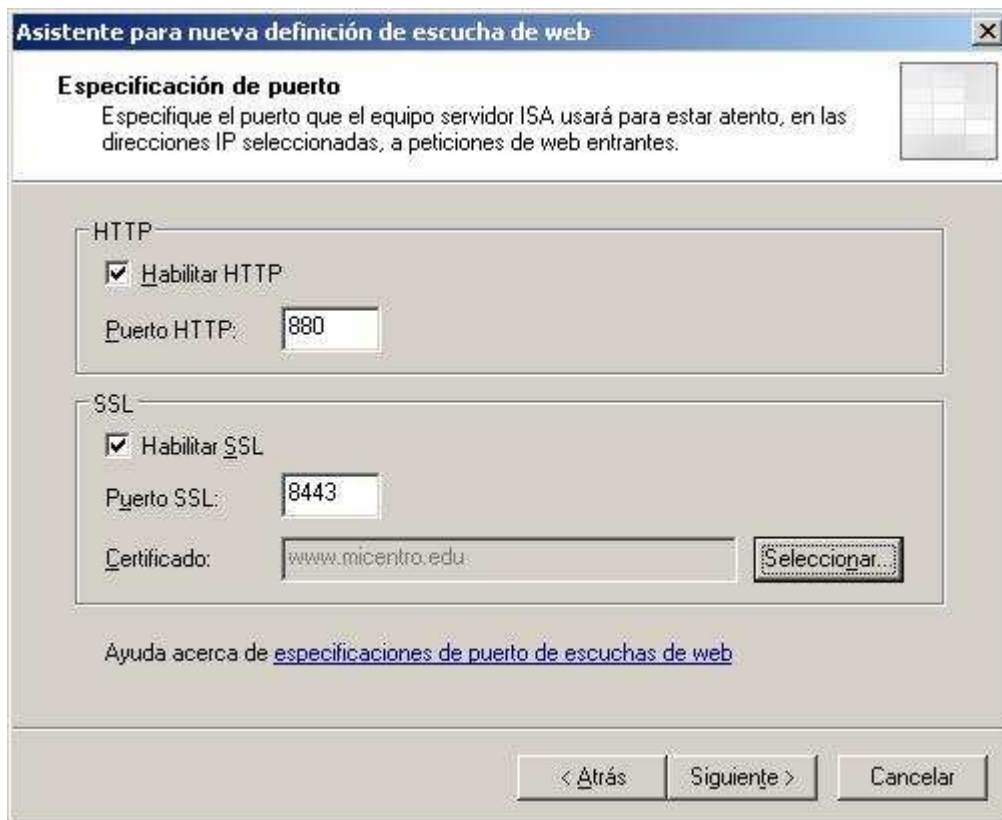 Asistente para nueva definición de escucha de web
Especificación de puerto
Especifique el puerto que el equipo servidor ISA usará para estar atento, en las
direcciones IP seleccionadas, a peticiones de web entrantes.
HTTP
Habilitar HTTP
Puerto HTTP: 880
SSL
Habilitar SSL
Puerto SSL: 8443
Certificado: www.micentro.edu Seleccionar...
Ayuda acerca de especificaciones de puerto de escuchas de web
< Atrás Siguiente > Cancelar